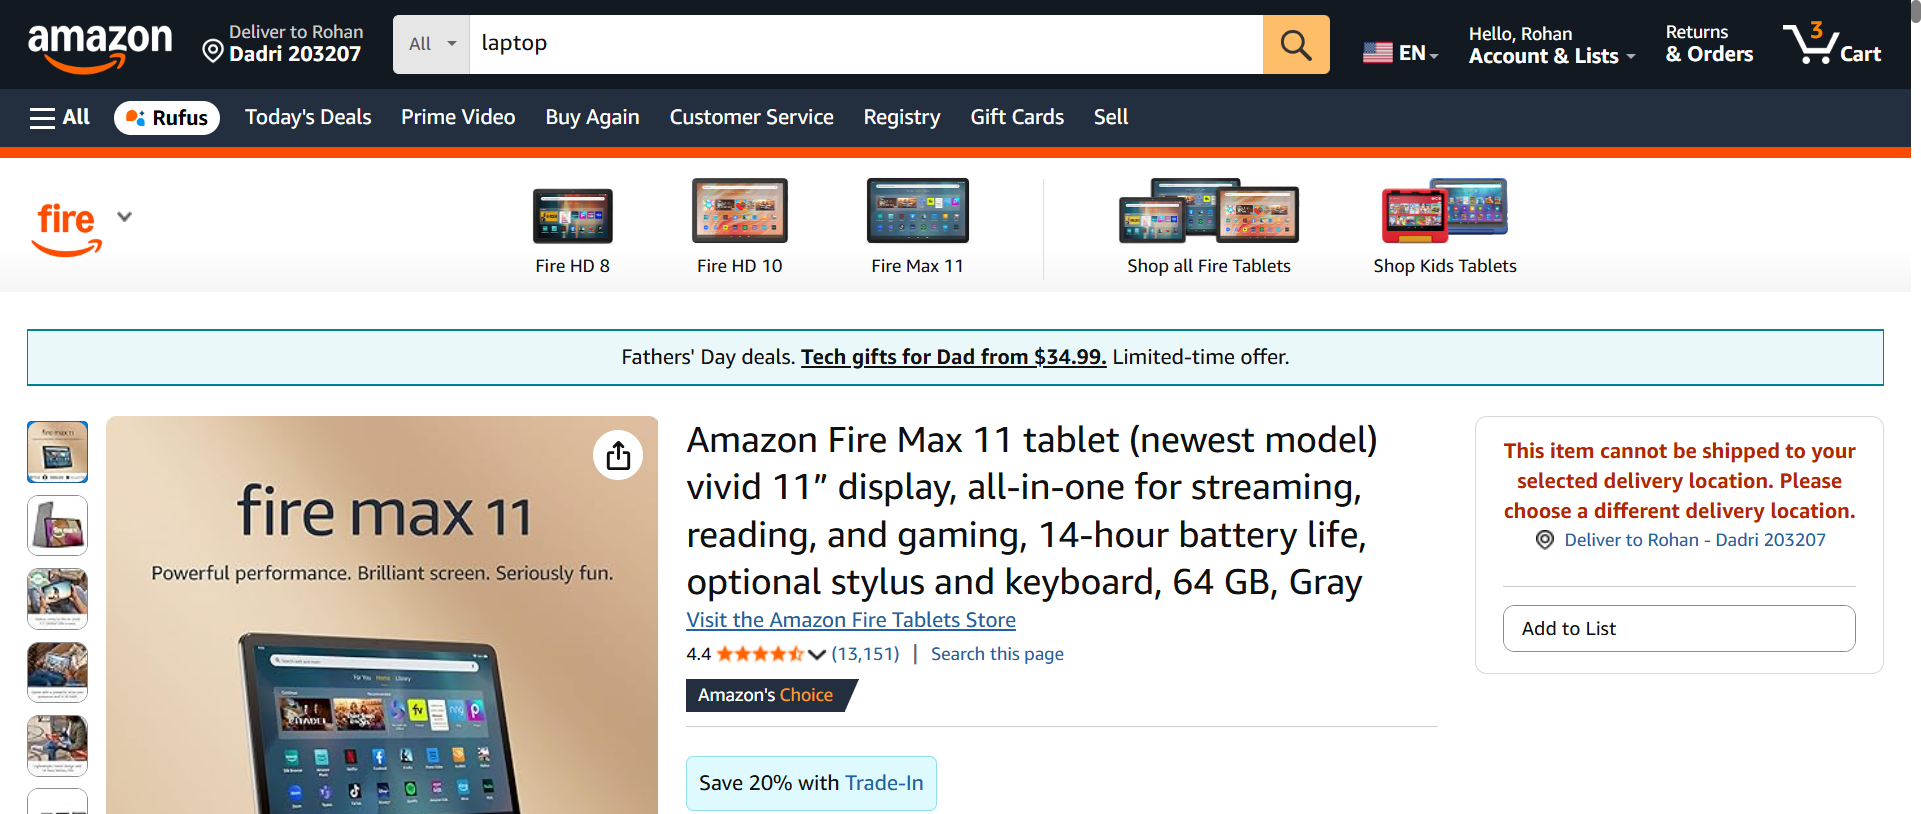 amazon
Deliver to Rohan
Dadri 203207
All
laptop
EN
Hello, Rohan
Account & Lists
Returns
& Orders
3
Cart
All
Rufus
Today's Deals
Prime Video
Buy Again
Customer Service
Registry
Gift Cards
Sell
fire
Fire HD 8
Fire HD 10
Fire Max 11
Shop all Fire Tablets
Shop Kids Tablets
Fathers' Day deals. Tech gifts for Dad from $34.99. Limited-time offer.
fire max 11
Powerful performance. Brilliant screen. Seriously fun.
For You Home Library
CITADEL
Amazon Fire Max 11 tablet (newest model)
vivid 11” display, all-in-one for streaming,
reading, and gaming, 14-hour battery life,
optional stylus and keyboard, 64 GB, Gray
Visit the Amazon Fire Tablets Store
4.4
(13,151) | Search this page
Amazon's Choice
Save 20% with Trade-In
This item cannot be shipped to your
selected delivery location. Please
choose a different delivery location.
Deliver to Rohan - Dadri 203207
Add to List